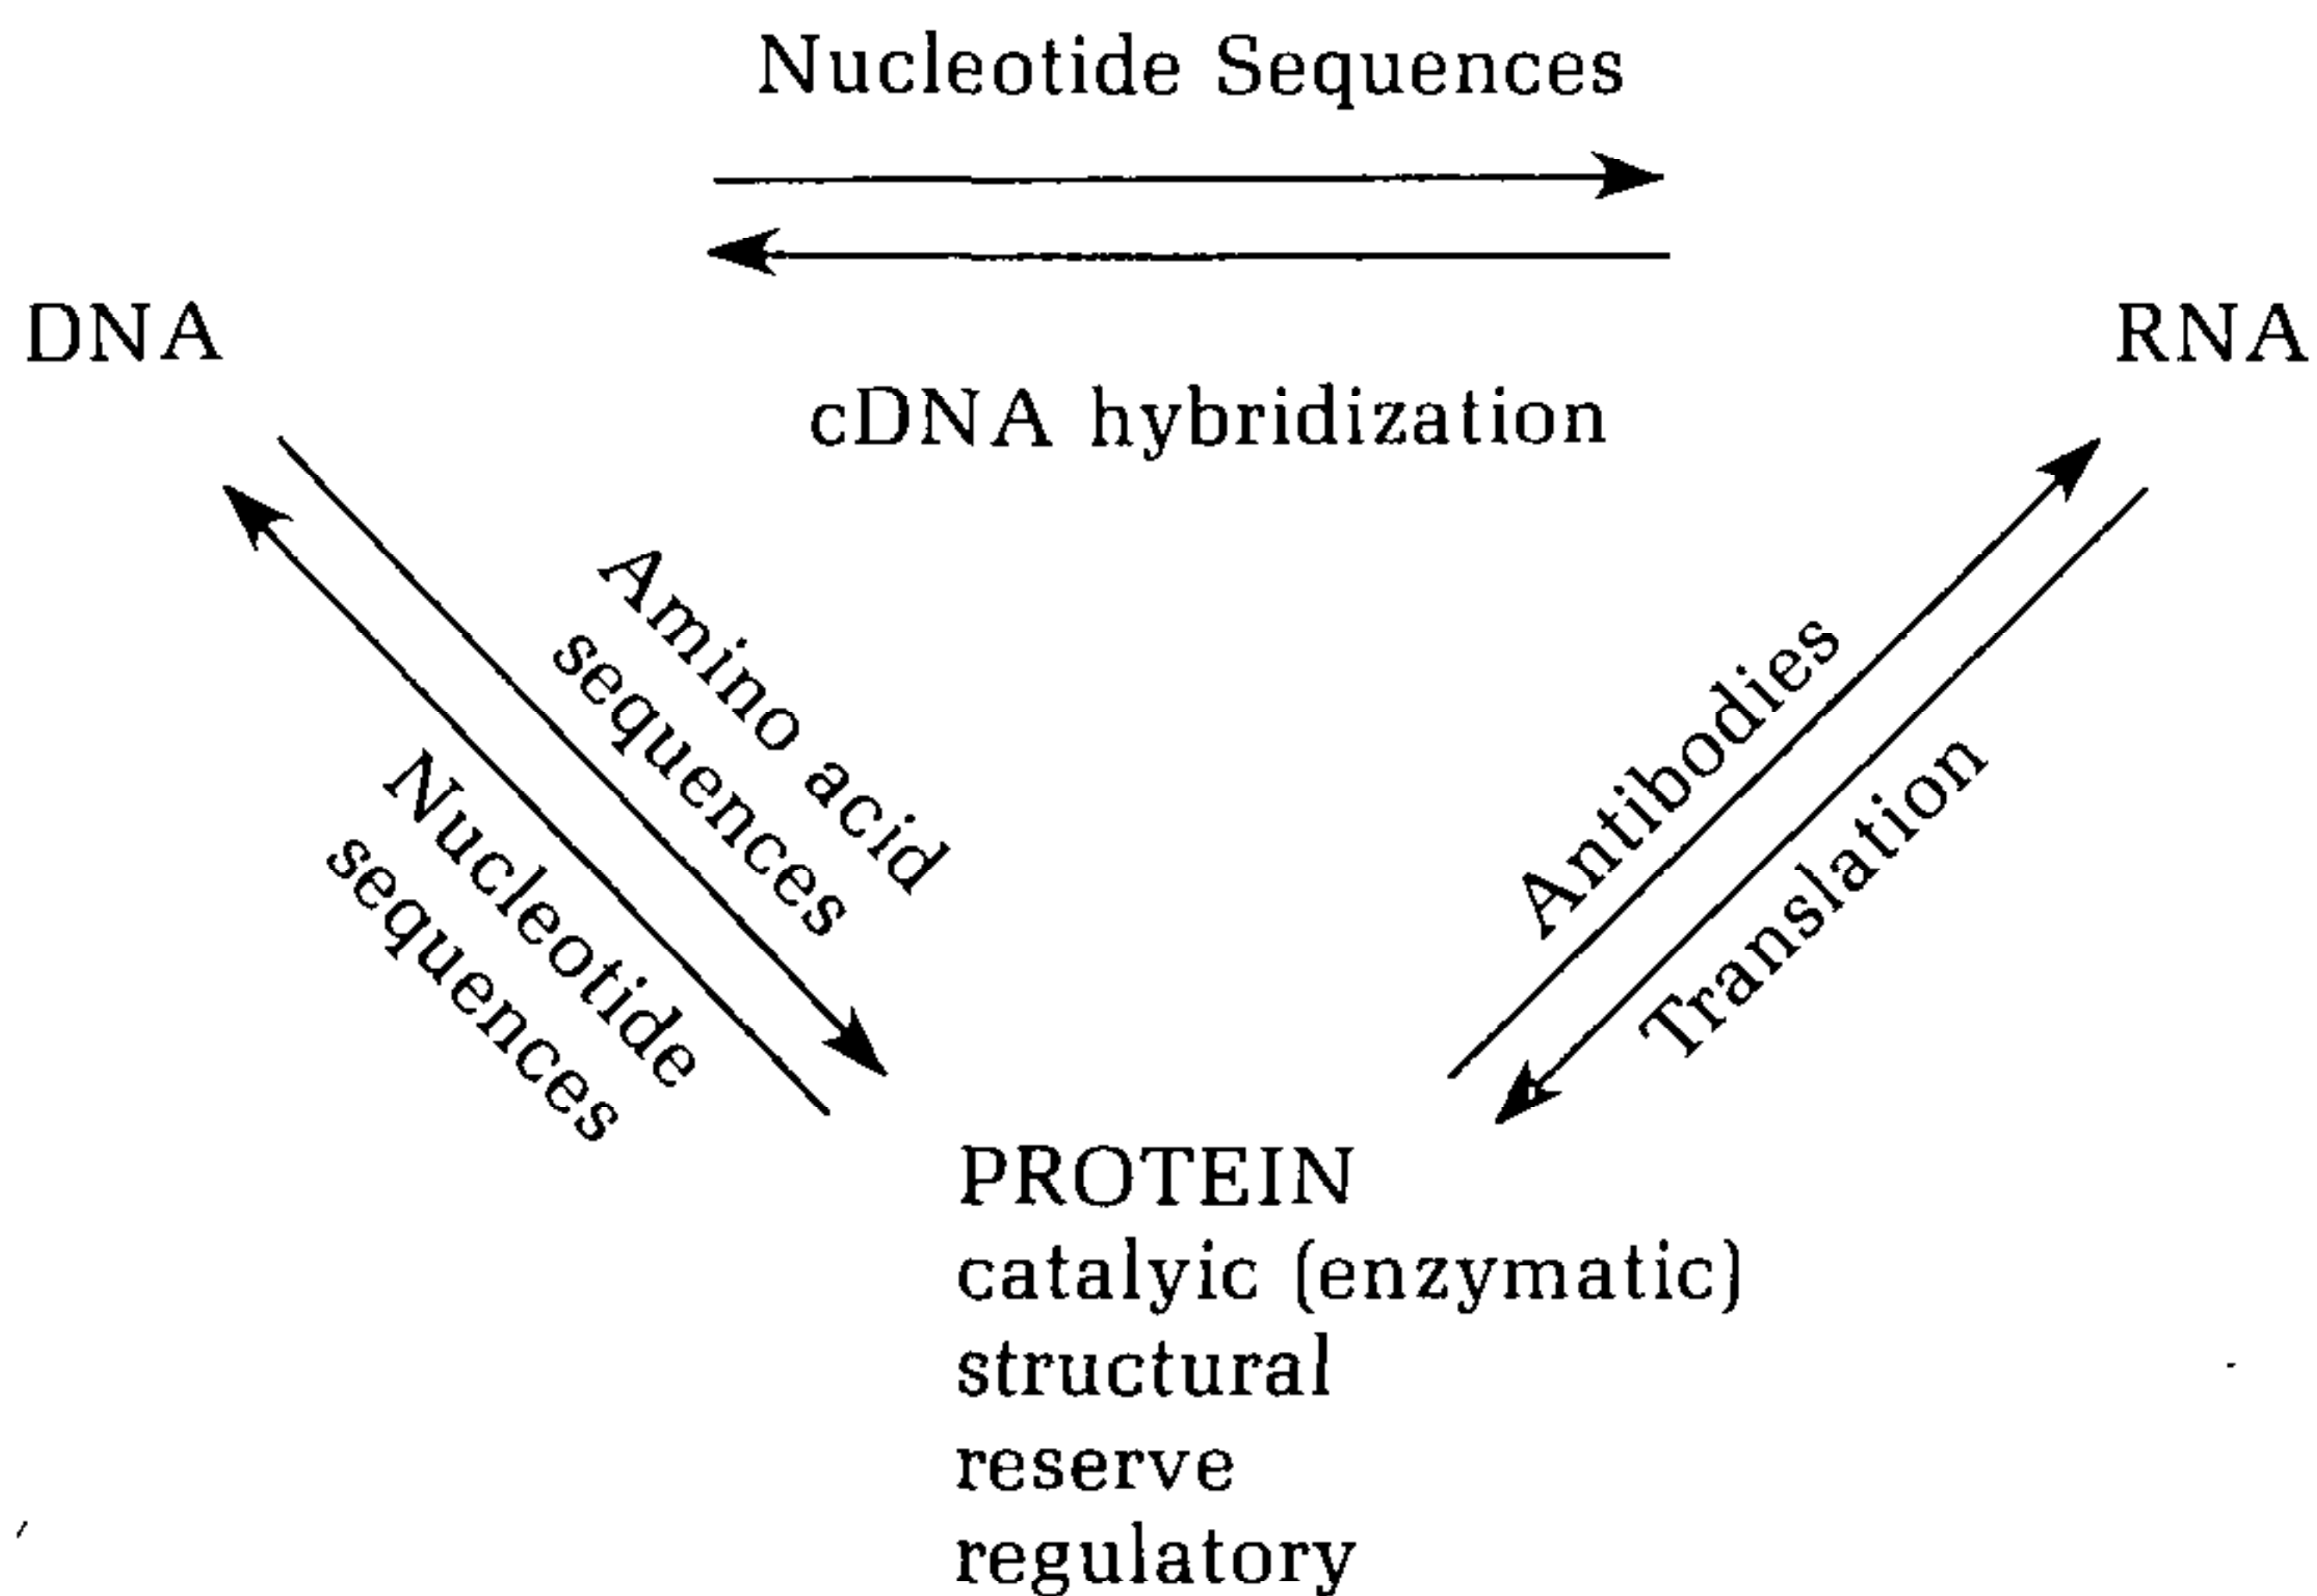 Nucleotide Sequences
DNA
RNA
cDNA hybridization
Amino acid
sequences
Nucleotide
sequences
Antibodies
Translation
PROTEIN
catalyic (enzymatic)
structural
reserve
regulatory